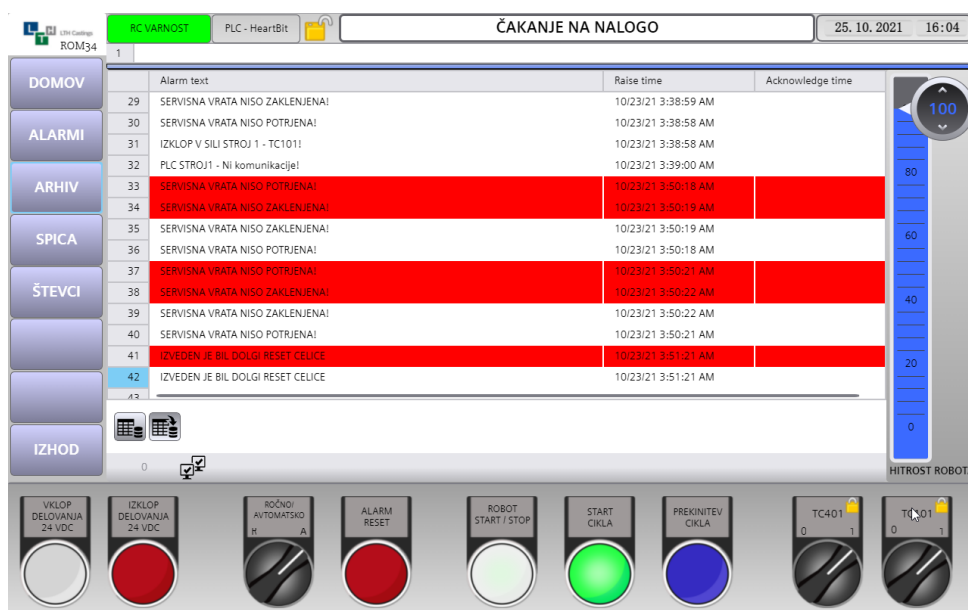 LTH Castings
ROM34
RC VARNOST
PLC - HeartBit
ČAKANJE NA NALOGO
25. 10. 2021 16:04
1
DOMOV
ALARMI
ARHIV
SPICA
ŠTEVCI
IZHOD
Alarm text Raise time Acknowledge time
29 SERVISNA VRATA NISO ZAKLENJENA! 10/23/21 3:38:59 AM
30 SERVISNA VRATA NISO POTRJENA! 10/23/21 3:38:58 AM
31 IZKLOP V SILI STROJ 1 - TC101! 10/23/21 3:38:58 AM
32 PLC STROJ1 - Ni komunikacije! 10/23/21 3:39:00 AM
33 SERVISNA VRATA NISO POTRJENA! 10/23/21 3:50:18 AM
34 SERVISNA VRATA NISO ZAKLENJENA! 10/23/21 3:50:19 AM
35 SERVISNA VRATA NISO ZAKLENJENA! 10/23/21 3:50:19 AM
36 SERVISNA VRATA NISO POTRJENA! 10/23/21 3:50:18 AM
37 SERVISNA VRATA NISO POTRJENA! 10/23/21 3:50:21 AM
38 SERVISNA VRATA NISO ZAKLENJENA! 10/23/21 3:50:22 AM
39 SERVISNA VRATA NISO ZAKLENJENA! 10/23/21 3:50:22 AM
40 SERVISNA VRATA NISO POTRJENA! 10/23/21 3:50:21 AM
41 IZVEDEN JE BIL DOLGI RESET CELICE 10/23/21 3:51:21 AM
42 IZVEDEN JE BIL DOLGI RESET CELICE 10/23/21 3:51:21 AM
43
0
100
80
60
40
20
0
HITROST ROBOT
VKLOP
DELOVANJA
24 VDC
IZKLOP
DELOVANJA
24 VDC
ROČNO/
AVTOMATSKO
H A
ALARM
RESET
ROBOT
START / STOP
START
CIKLA
PREKINITEV
CIKLA
TC401
0 1
0 1